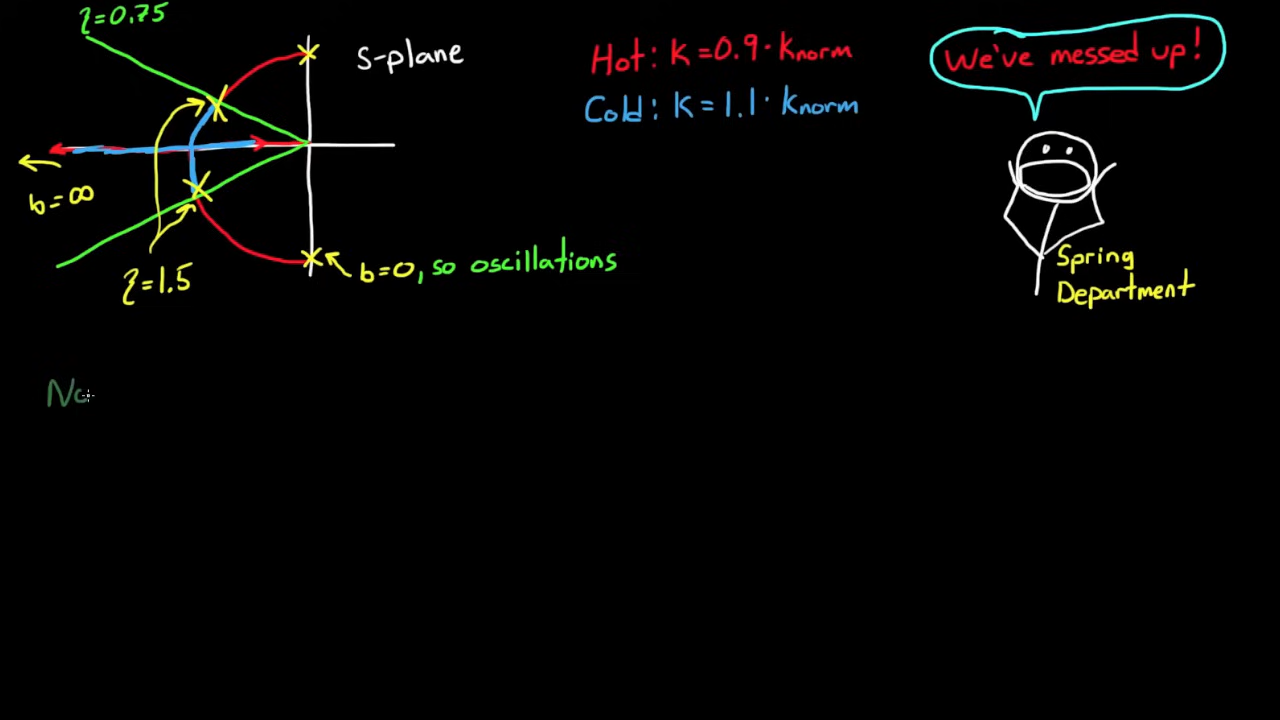 ζ=0.75
S-plane
Hot: K=0.9·Knorm
Cold: K=1.1·Knorm
We've messed up!
b=∞
ζ=1.5
b=0, so oscillations
Spring
Department
No